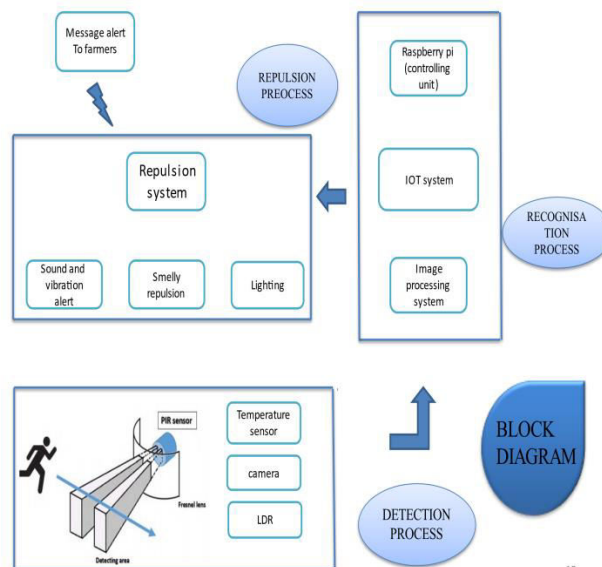 Message alert
To farmers
REPULSION
PREOCESS
Raspberry pi
(controlling
unit)
Repulsion
system
IOT system
RECOGNISA
TION
PROCESS
Sound and
vibration
alert
Smelly
repulsion
Lighting
Image
processing
system
PIR sensor
Fresnel lens
Detecting area
Temperature
sensor
camera
LDR
DETECTION
PROCESS
BLOCK
DIAGRAM